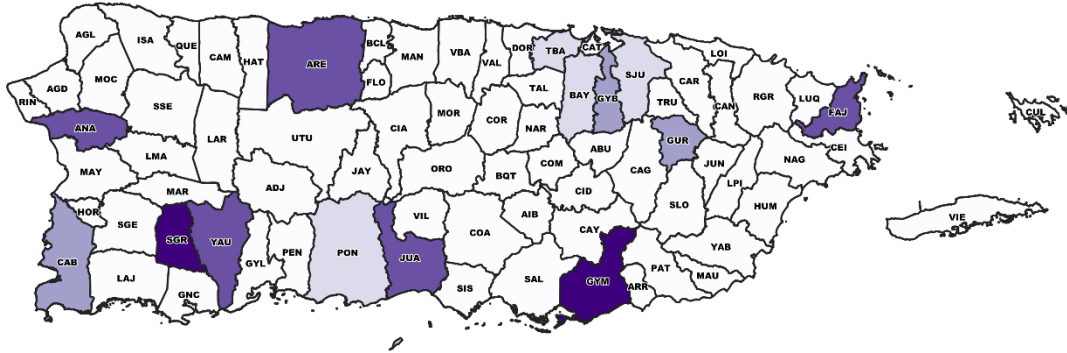 AGL
ISA
QUE
CAM
HAT
ARE
BCL
MAN
VBA
VAL
DOR
TBA
CAT
SJU
LOI
MOC
FLO
TAL
BAY
GYB
CAR
CAN
RGR
LUQ
FAJ
CUL
RIN
AGD
SSE
TRU
ANA
LAR
UTU
CIA
MOR
COR
NAR
ABU
GUR
CEI
MAY
LMA
ADJ
JAY
ORO
BQT
COM
CID
CAG
JUN
NAG
LPI
MAR
HOR
SGE
SGR
YAU
VIL
AIB
CAY
SLO
HUM
VIE
CAB
LAJ
GNC
GYL
PEN
PON
JUA
COA
SIS
SAL
GYM
ARR
PAT
MAU
YAB